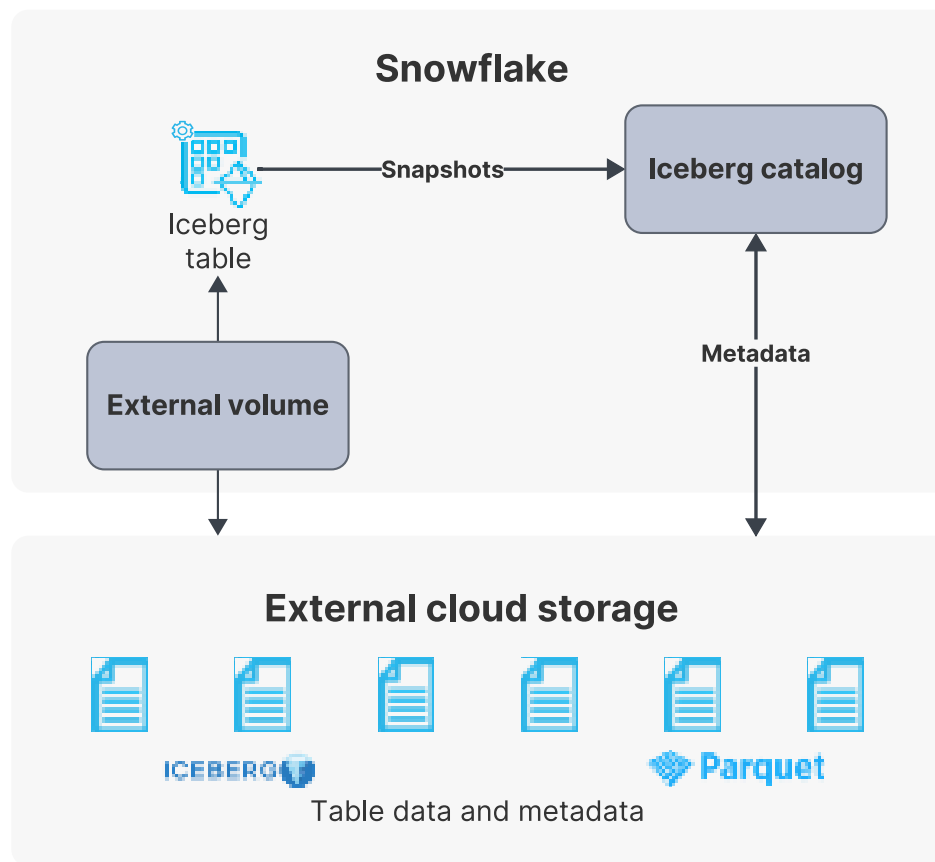 Snowflake
Snapshots
Iceberg catalog
Iceberg
table
Metadata
External volume
External cloud storage
ICEBERG
Parquet
Table data and metadata